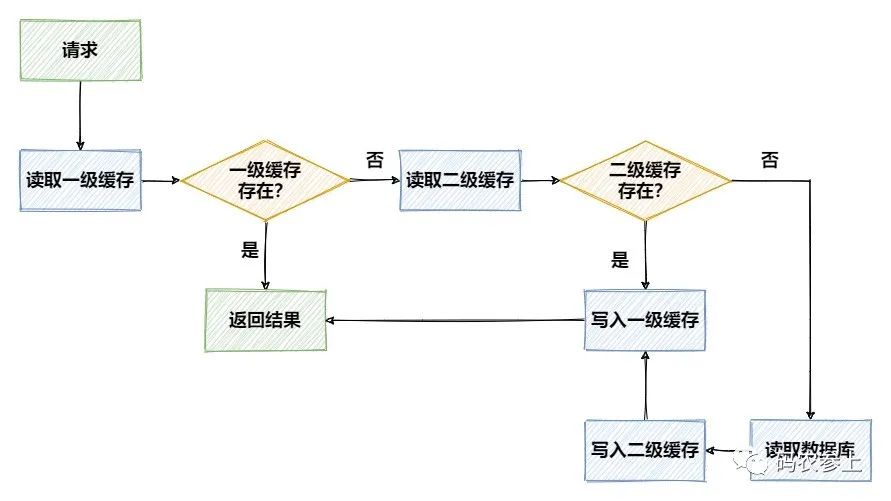 请求
读取一级缓存
一级缓存
存在?
否
读取二级缓存
二级缓存
存在?
否
是
是
返回结果
写入一级缓存
写入二级缓存
读取数据库
码农参上